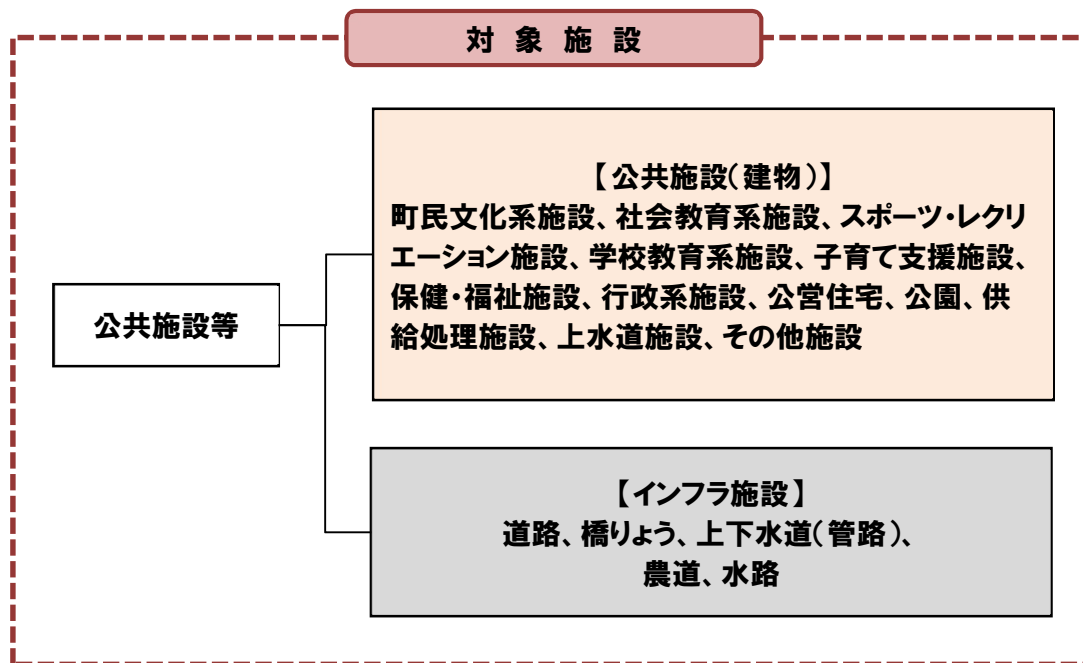 対象施設
【公共施設(建物)】
町民文化系施設、社会教育系施設、スポーツ・レクリ
エーション施設、学校教育系施設、子育て支援施設、
保健・福祉施設、行政系施設、公営住宅、公園、供
給処理施設、上水道施設、その他施設
公共施設等
【インフラ施設】
道路、橋りょう、上下水道(管路)、
農道、水路